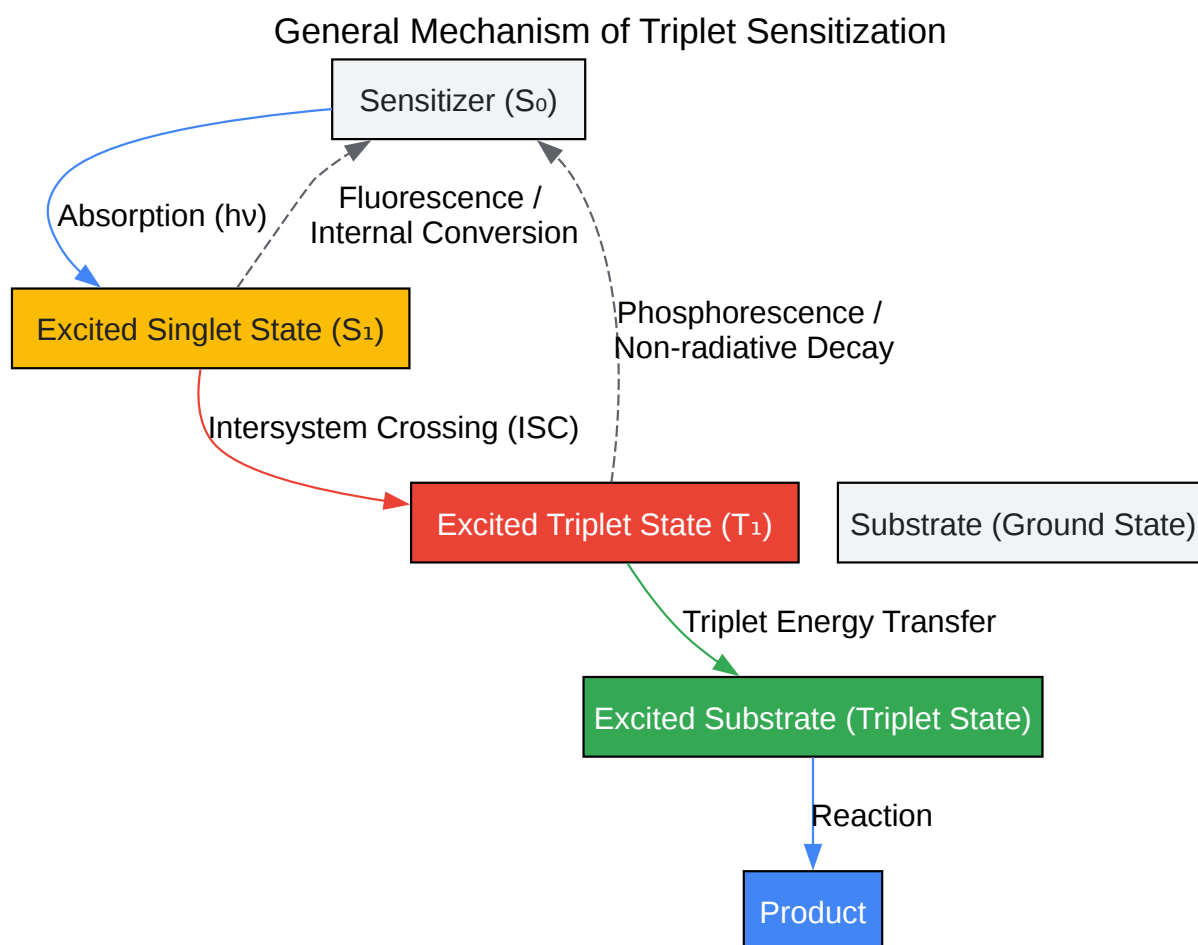 General Mechanism of Triplet Sensitization
Sensitizer (S₀)
Absorption (hν)
Fluorescence /
Internal Conversion
Excited Singlet State (S₁)
Phosphorescence /
Non-radiative Decay
Intersystem Crossing (ISC)
Excited Triplet State (T₁)
Substrate (Ground State)
Triplet Energy Transfer
Excited Substrate (Triplet State)
Reaction
Product